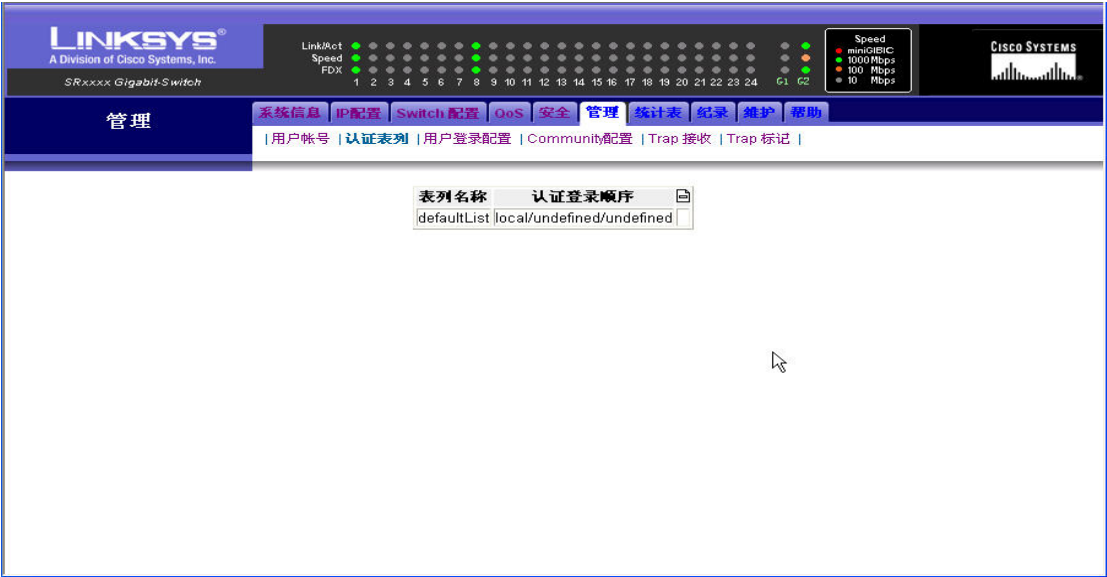 LINKSYS®
A Division of Cisco Systems, Inc.
SRxxxx Gigabit-Switch
Link/Act
Speed
FDX
1 2 3 4 5 6 7 8 9 10 11 12 13 14 15 16 17 18 19 20 21 22 23 24 G1 G2
Speed
miniGIBIC
1000 Mbps
100 Mbps
10 Mbps
CISCO SYSTEMS
管理
系统信息 IP配置 Switch 配置 QoS 安全 管理 统计表 纪录 维护 帮助
| 用户帐号 | 认证表列 | 用户登录配置 | Community配置 | Trap 接收 | Trap 标记 |
表列名称 认证登录顺序
defaultList local/undefined/undefined